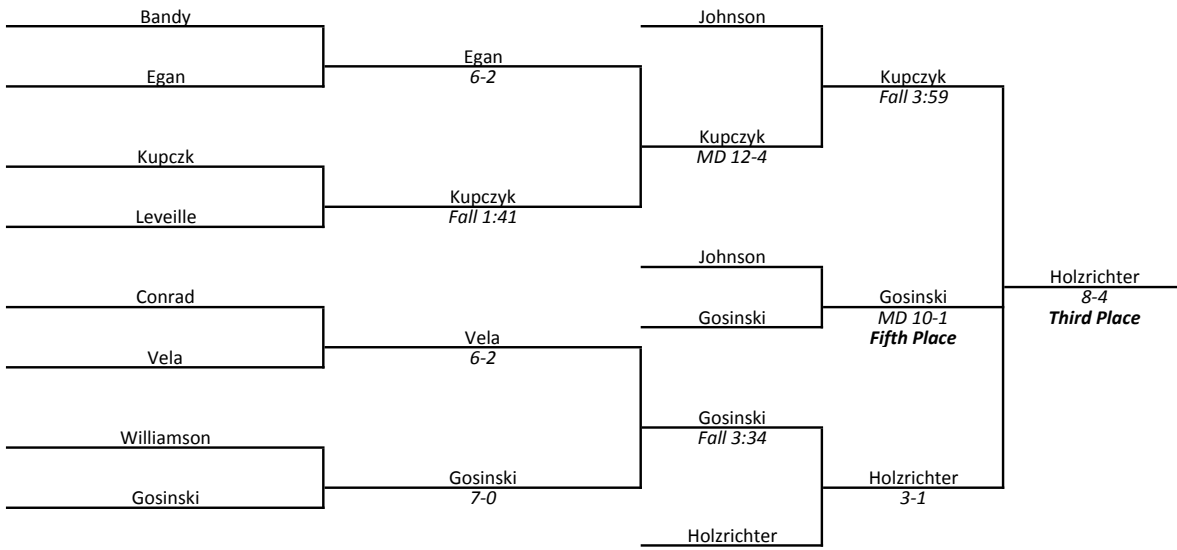 Bandy
Johnson
Egan
6-2
Egan
Kupczyk
Fall 3:59
Kupczyk
MD 12-4
Kupczk
Kupczyk
Fall 1:41
Leveille
Johnson
Holzrichter
8-4
Third Place
Conrad
Gosinski
MD 10-1
Fifth Place
Gosinski
Vela
6-2
Vela
Gosinski
Fall 3:34
Williamson
Gosinski
7-0
Holzrichter
3-1
Gosinski
Holzrichter